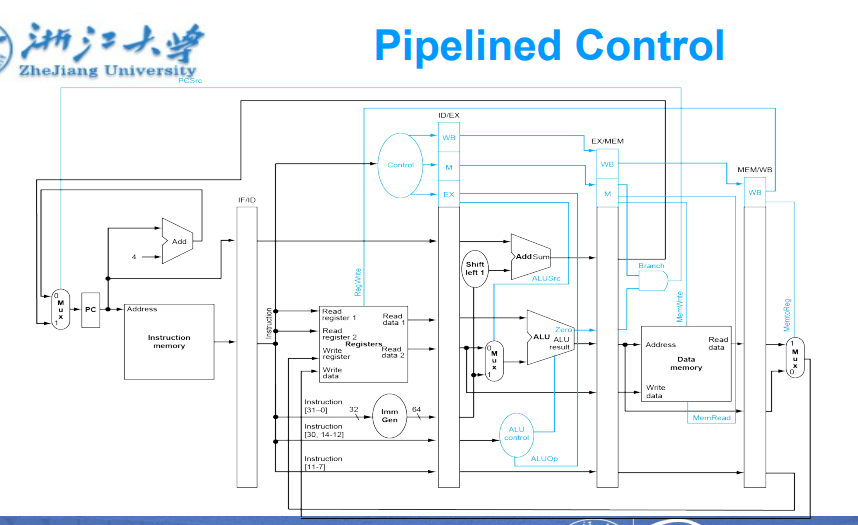 浙江大学
ZheJiang University
Pipelined Control
PCSrc
ID/EX
WB
EX/MEM
Control
M
WB
MEM/WB
EX
M
WB
IF/ID
Add
4
Add Sum
Shift
left 1
ALUSrc
Branch
RegWrite
MemWrite
MemtoReg
0
M
u
x
1
PC
Address
Instruction
memory
Instruction
Read
register 1
Read
register 2
Write
register
Write
data
Registers
Read
data 1
Read
data 2
0
M
u
x
1
Zero
ALU
ALU
result
Address
Read
data
Data
memory
Write
data
1
M
u
x
0
MemRead
Instruction
[31–0]
32
Imm
Gen
64
Instruction
[30, 14-12]
ALU
control
Instruction
[11-7]
ALUOp